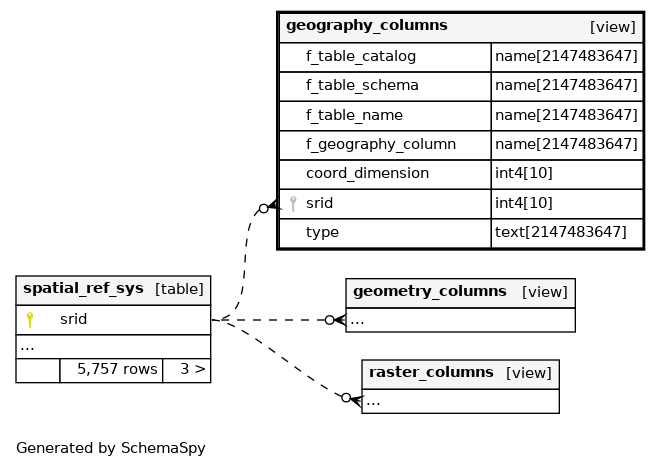 geography_columns [view]
f_table_catalog name[2147483647]
f_table_schema name[2147483647]
f_table_name name[2147483647]
f_geography_column name[2147483647]
coord_dimension int4[10]
srid int4[10]
type text[2147483647]
spatial_ref_sys [table]
srid
...
5,757 rows 3 >
geometry_columns [view]
...
raster_columns [view]
...
Generated by SchemaSpy